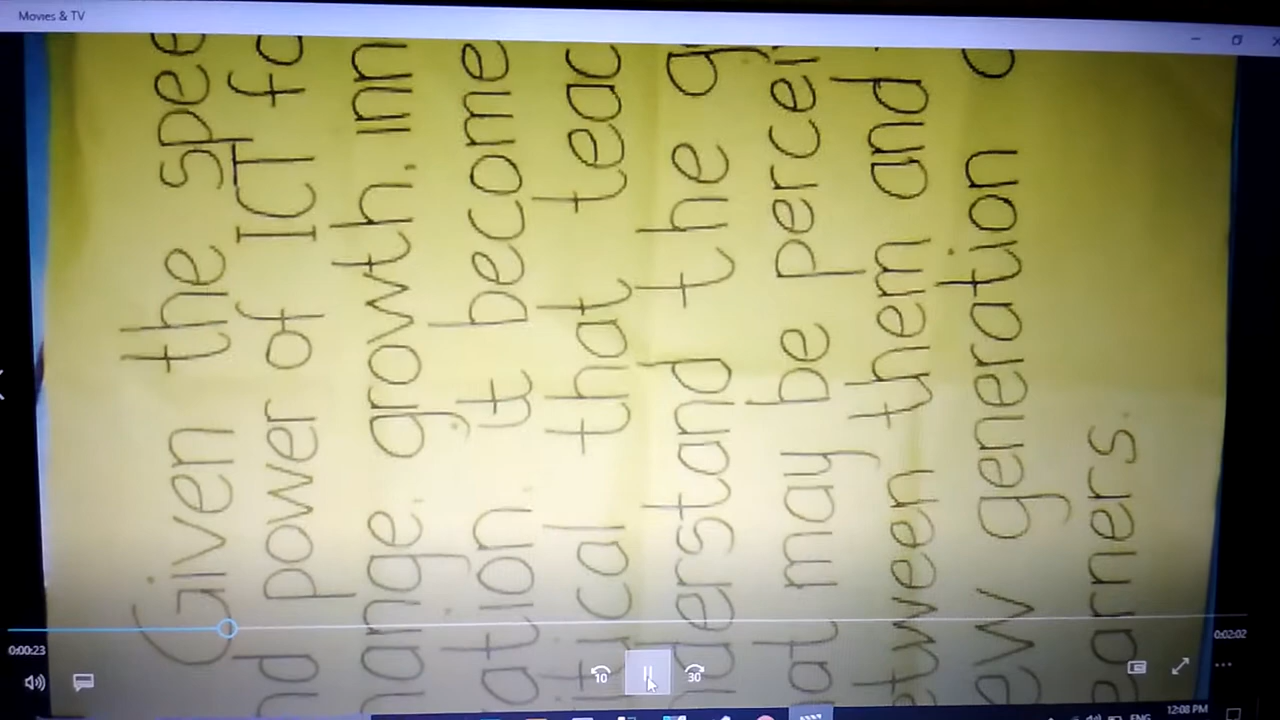 Movies & TV
Given the spee
nd power of ICT fo
hange. growth. inn
ation. it become
itical that teac
nderstand the g
at may be percei
etween them and
ew generation o
earners.
0:00:23
0:02:02
10
30
ENG
12:08 PM